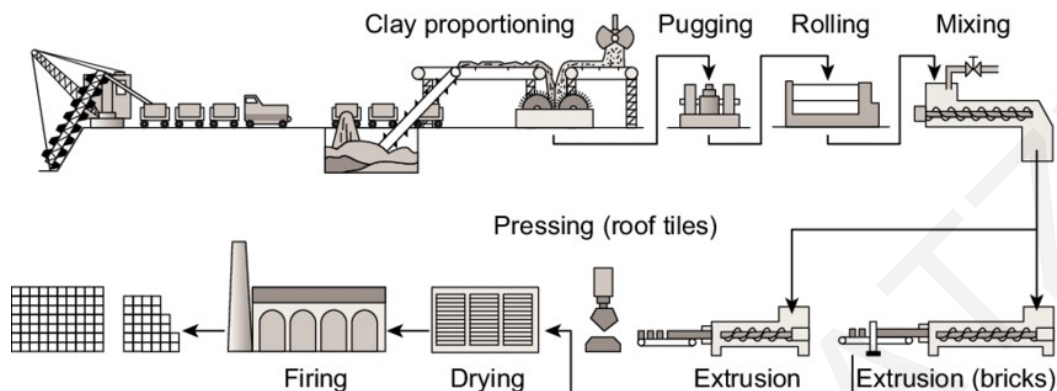 Clay proportioning
Pugging
Rolling
Mixing
Pressing (roof tiles)
Firing
Drying
Extrusion
Extrusion (bricks)